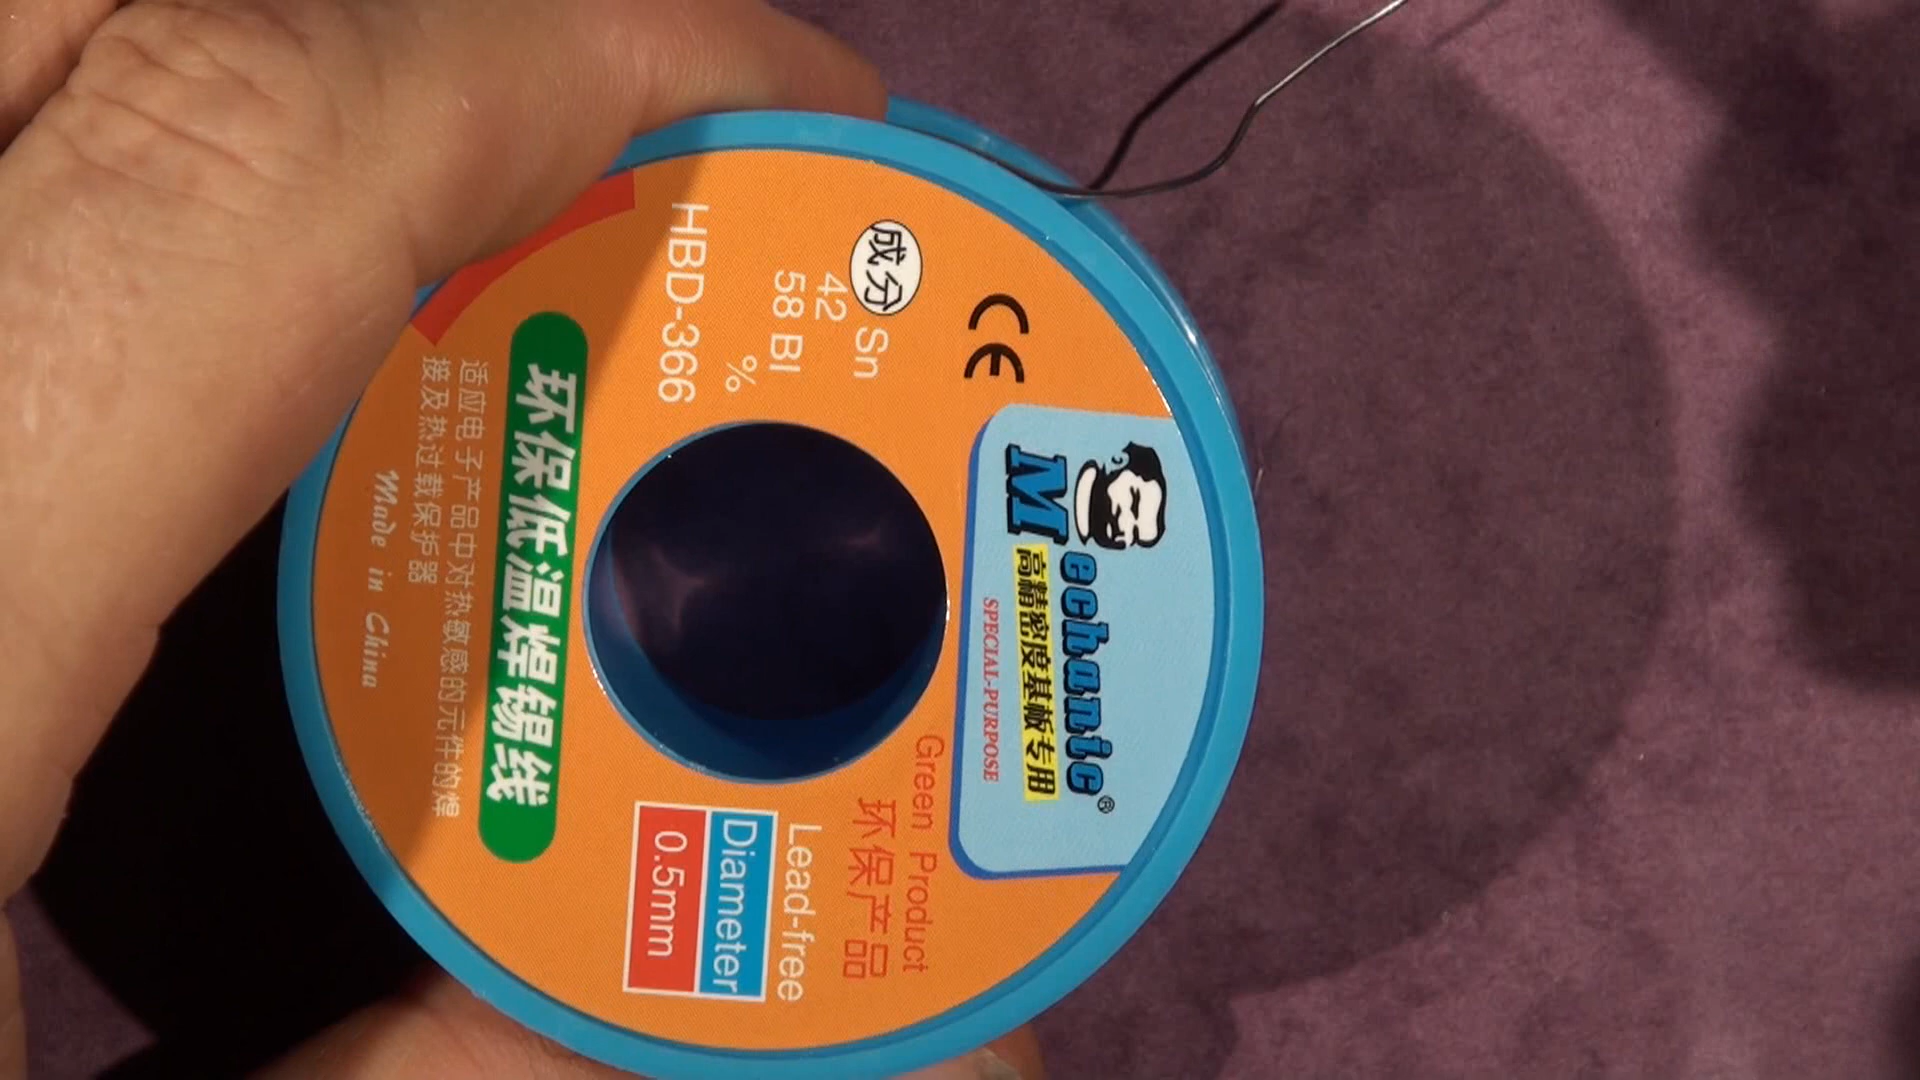 Mechanic®
高精密度基板专用
SPECIAL-PURPOSE
CE
成分
Sn
42
58 BI
%
HBD-366
Green Product
环保产品
Lead-free
Diameter
0.5mm
环保低温焊锡线
适应电子产品中对热敏感的元件的焊
接及热过载保护器
Made in China